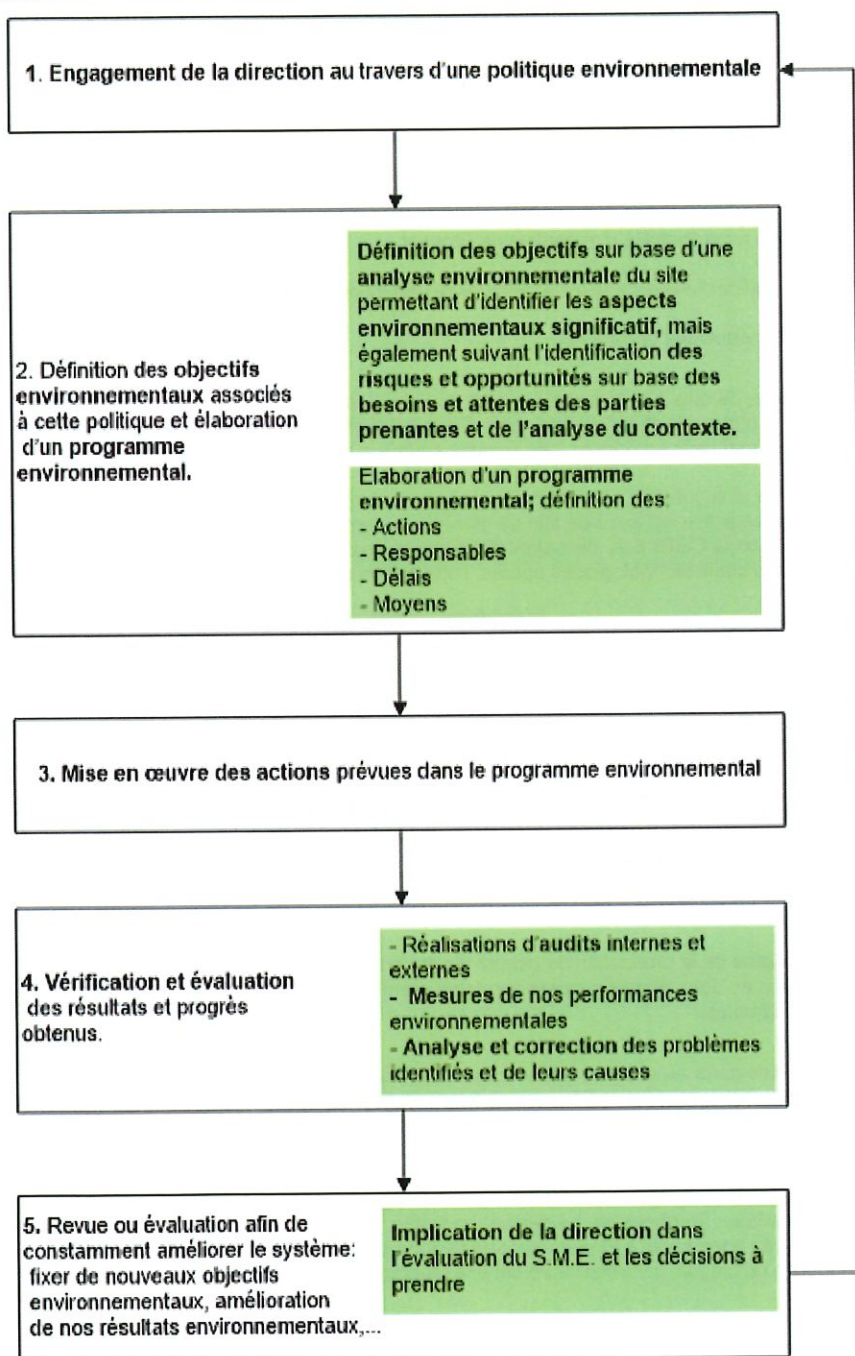 1. Engagement de la direction au travers d'une politique environnementale
2. Définition des objectifs
environnementaux associés
à cette politique et élaboration
d'un programme
environnemental.
Définition des objectifs sur base d'une
analyse environnementale du site
permettant d'identifier les aspects
environnementaux significatif, mais
également suivant l'identification des
risques et opportunités sur base des
besoins et attentes des parties
prenantes et de l'analyse du contexte.
Elaboration d'un programme
environnemental; définition des
- Actions
- Responsables
- Délais
- Moyens
3. Mise en œuvre des actions prévues dans le programme environnemental
4. Vérification et évaluation
des résultats et progrès
obtenus.
- Réalisations d'audits internes et
externes
- Mesures de nos performances
environnementales
- Analyse et correction des problèmes
identifiés et de leurs causes
5. Revue ou évaluation afin de
constamment améliorer le système:
fixer de nouveaux objectifs
environnementaux, amélioration
de nos résultats environnementaux,...
Implication de la direction dans
l'évaluation du S.M.E. et les décisions à
prendre